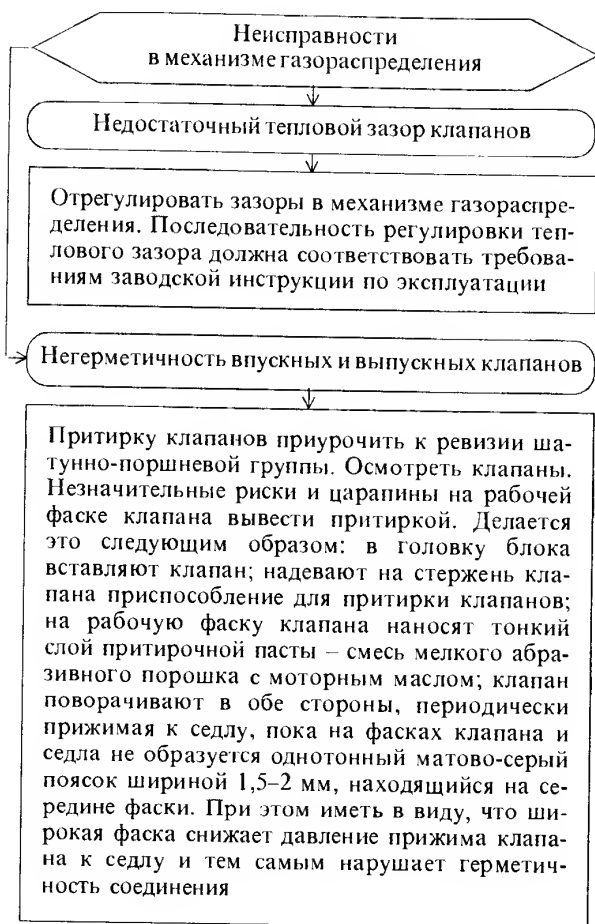 Неисправности
в механизме газораспределения
Недостаточный тепловой зазор клапанов
Отрегулировать зазоры в механизме газораспре-
деления. Последовательность регулировки теп-
лового зазора должна соответствовать требова-
ниям заводской инструкции по эксплуатации
Негерметичность впускных и выпускных клапанов
Притирку клапанов приурочить к ревизии ша-
тунно-поршневой группы. Осмотреть клапаны.
Незначительные риски и царапины на рабочей
фаске клапана вывести притиркой. Делается
это следующим образом: в головку блока
вставляют клапан; надевают на стержень кла-
пана приспособление для притирки клапанов;
на рабочую фаску клапана наносят тонкий
слой притирочной пасты – смесь мелкого абра-
зивного порошка с моторным маслом; клапан
поворачивают в обе стороны, периодически
прижимая к седлу, пока на фасках клапана и
седла не образуется однотонный матово-серый
поясок шириной 1,5–2 мм, находящийся на се-
редине фаски. При этом иметь в виду, что ши-
рокая фаска снижает давление прижима клапа-
на к седлу и тем самым нарушает герметич-
ность соединения